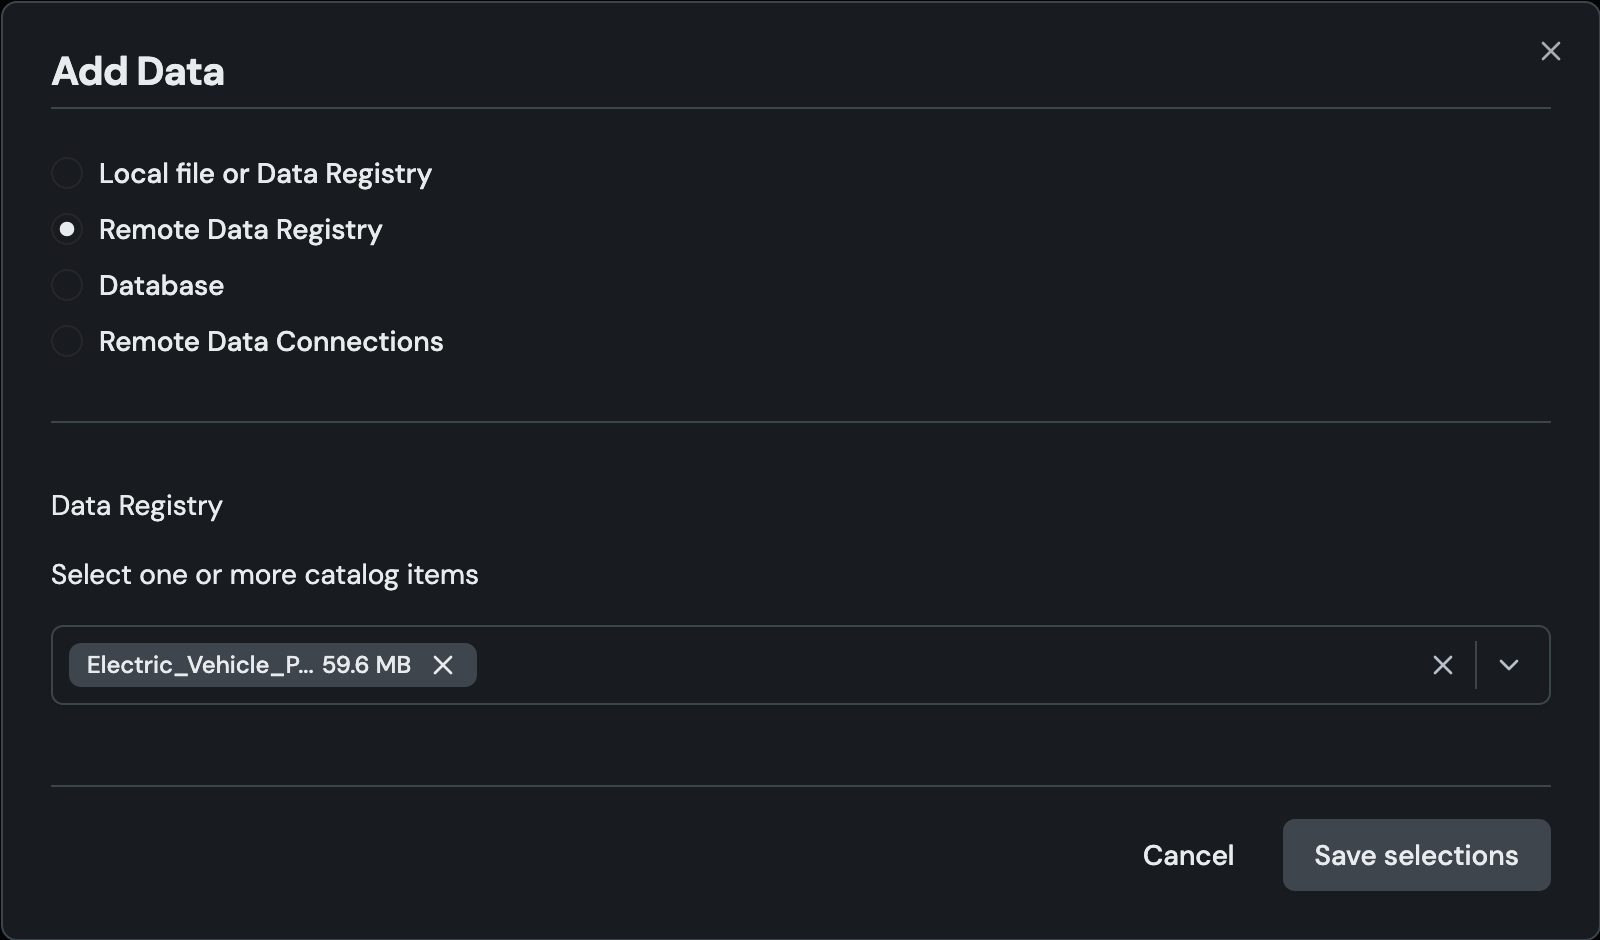 Add Data
Local file or Data Registry
Remote Data Registry
Database
Remote Data Connections
Data Registry
Select one or more catalog items
Electric_Vehicle_P... 59.6 MB
Cancel
Save selections